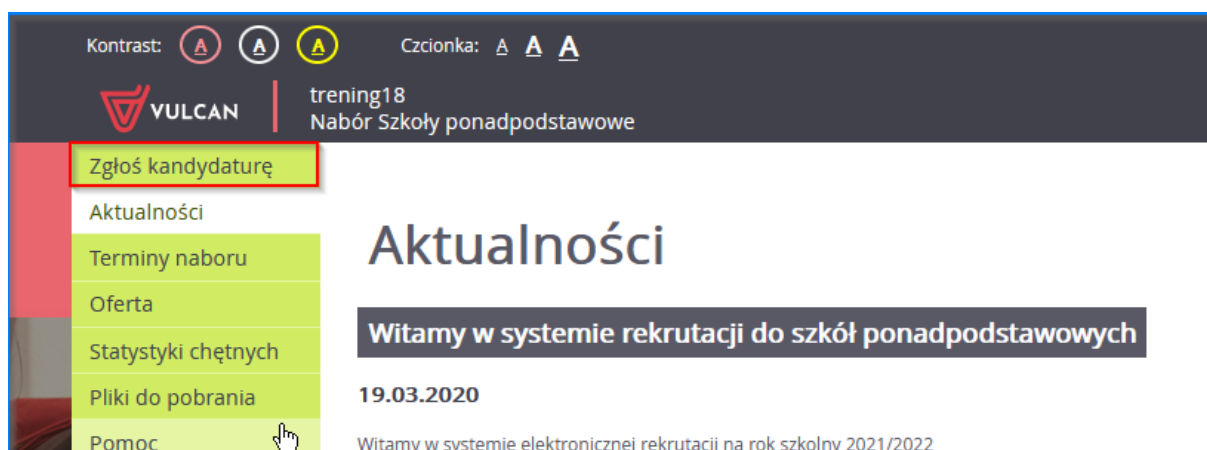 Kontrast: A A A Czcionka: A A A
VULCAN
trening18
Nabór Szkoły ponadpodstawowe
Zgłoś kandydaturę
Aktualności
Terminy naboru
Oferta
Statystyki chętnych
Pliki do pobrania
Pomoc
Aktualności
Witamy w systemie rekrutacji do szkół ponadpodstawowych
19.03.2020
Witamy w systemie elektronicznej rekrutacji na rok szkolny 2021/2022